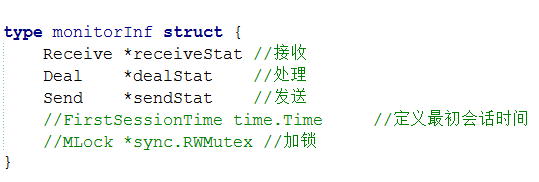 type monitorInf struct {
    Receive *receiveStat //接收
    Deal    *dealStat    //处理
    Send    *sendStat    //发送
    //FirstSessionTime time.Time     //定义最初会话时间
    //MLock *sync.RWMutex //加锁
}